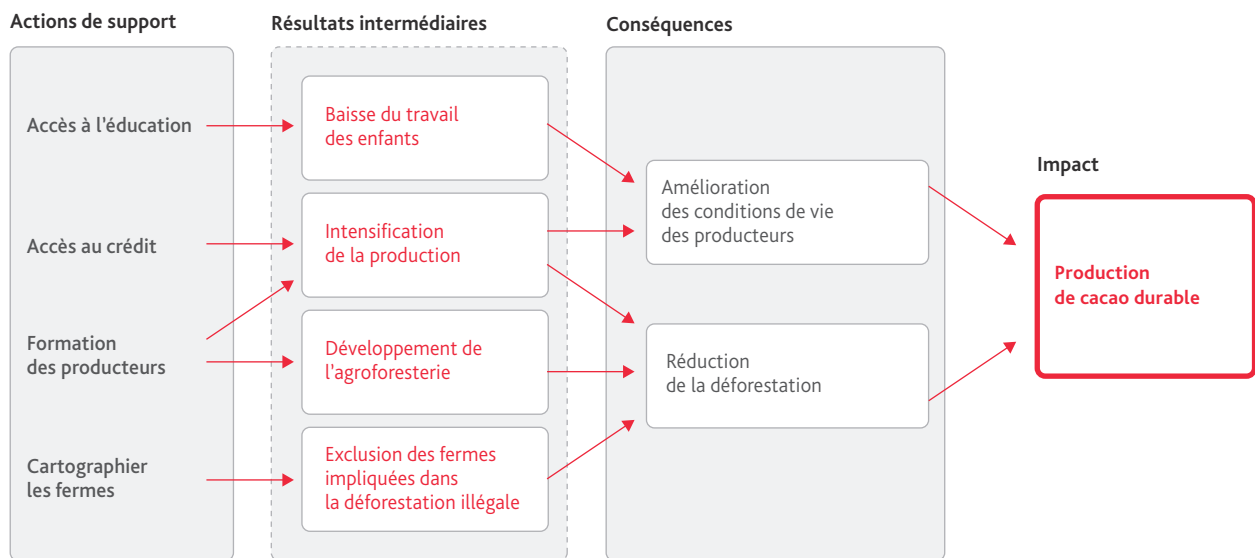 Actions de support
Résultats intermédiaires
Conséquences
Accès à l'éducation
Baisse du travail
des enfants
Amélioration
des conditions de vie
des producteurs
Impact
Accès au crédit
Intensification
de la production
Production
de cacao durable
Formation
des producteurs
Développement de
l'agroforesterie
Réduction
de la déforestation
Cartographier
les fermes
Exclusion des fermes
impliquées dans
la déforestation illégale